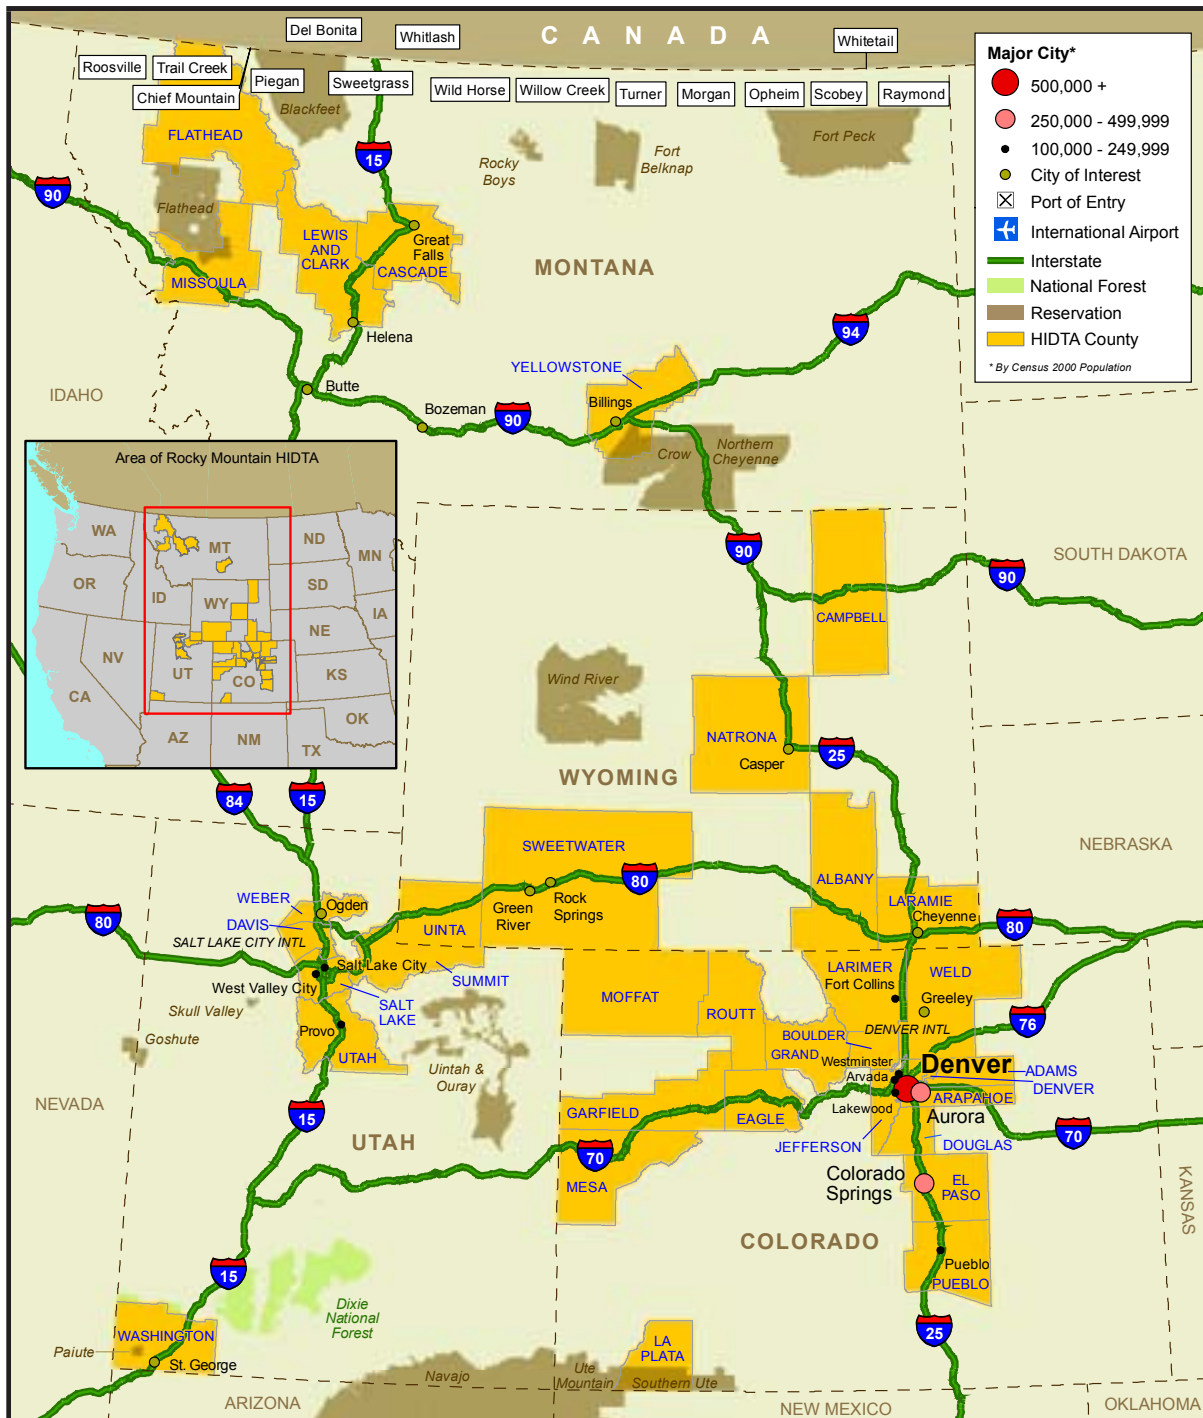 CANADA
Del Bonita
Whitlash
Whitetail
Roosville
Trail Creek
Piegan
Sweetgrass
Chief Mountain
Wild Horse
Willow Creek
Turner
Morgan
Opheim
Scobey
Raymond
Major City*
500,000 +
250,000 - 499,999
100,000 - 249,999
City of Interest
Port of Entry
International Airport
Interstate
National Forest
Reservation
HIDTA County
* By Census 2000 Population
Blackfeet
FLATHEAD
15
Rocky
Boys
Fort
Belknap
Fort Peck
90
Flathead
LEWIS
AND
CLARK
Great
Falls
CASCADE
MISSOULA
MONTANA
Helena
94
YELLOWSTONE
IDAHO
Butte
Bozeman
90
Billings
Crow
Northern
Cheyenne
Area of Rocky Mountain HIDTA
WA
MT
ND
MN
OR
ID
WY
SD
IA
NE
NV
UT
CO
KS
CA
OK
AZ
NM
TX
90
SOUTH DAKOTA
90
CAMPBELL
Wind River
NATRONA
Casper
25
WYOMING
84
15
NEBRASKA
SWEETWATER
80
ALBANY
LARAMIE
Cheyenne
80
WEBER
Ogden
DAVIS
80
Green
River
Rock
Springs
UINTA
SALT LAKE CITY INTL
Salt Lake City
West Valley City
SUMMIT
SALT
LAKE
Skull Valley
Provo
Goshute
UTAH
Uintah &
Ouray
LARIMER
Fort Collins
WELD
Greeley
MOFFAT
ROUTT
76
BOULDER
DENVER INTL
GRAND
Westminster
Arvada
Denver
ADAMS
DENVER
ARAPAHOE
Lakewood
Aurora
NEVADA
15
UTAH
GARFIELD
EAGLE
JEFFERSON
DOUGLAS
70
70
MESA
Colorado
Springs
EL
PASO
KANSAS
COLORADO
Pueblo
PUEBLO
15
Dixie
National
Forest
25
WASHINGTON
Paiute
St. George
LA
PLATA
Navajo
Ute
Mountain
Southern Ute
ARIZONA
NEW MEXICO
OKLAHOMA